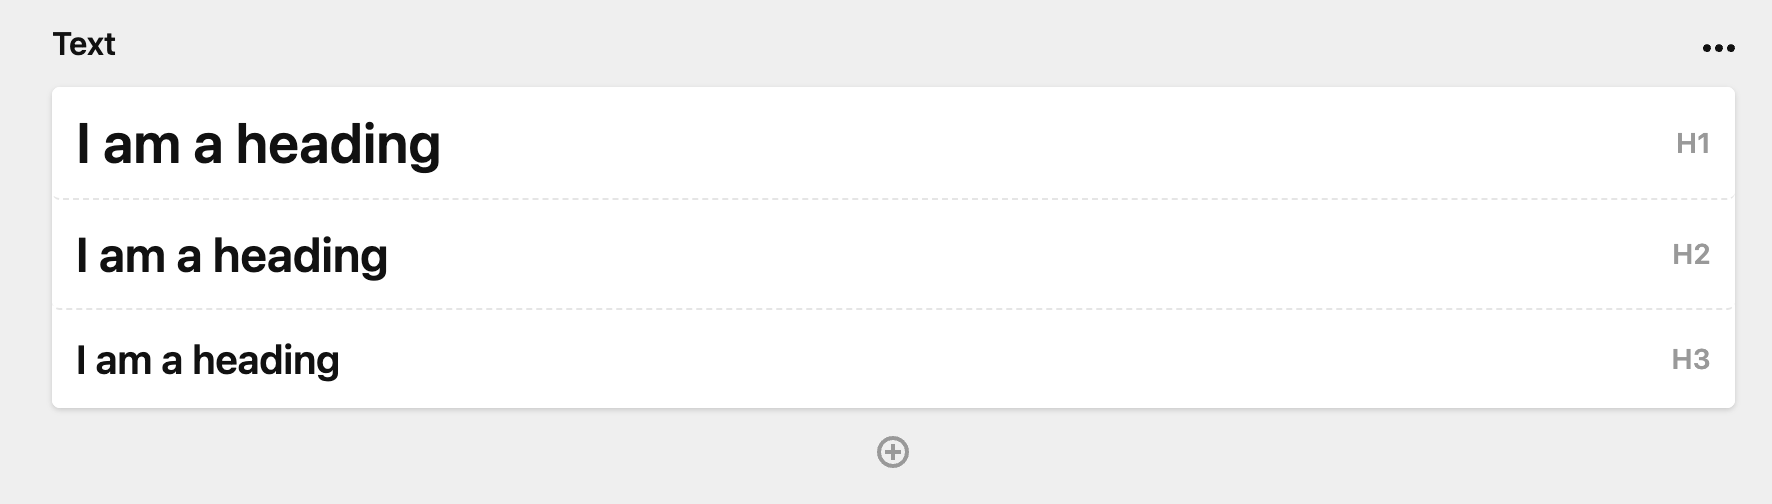 Text
I am a heading
H1
I am a heading
H2
I am a heading
H3